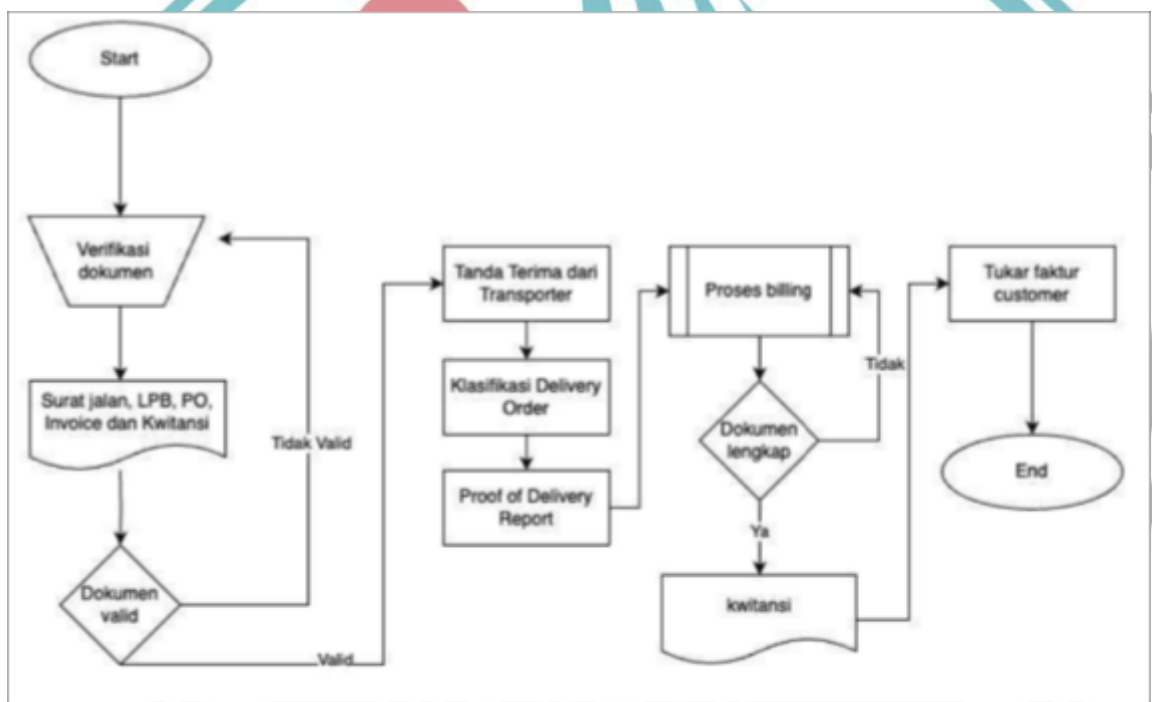 Start
Verifikasi
dokumen
Surat jalan, LPB, PO,
Invoice dan Kwitansi
Tidak Valid
Dokumen
valid
Valid
Tanda Terima dari
Transporter
Klasifikasi Delivery
Order
Proof of Delivery
Report
Proses billing
Tidak
Dokumen
lengkap
Ya
kwitansi
Tukar faktur
customer
End